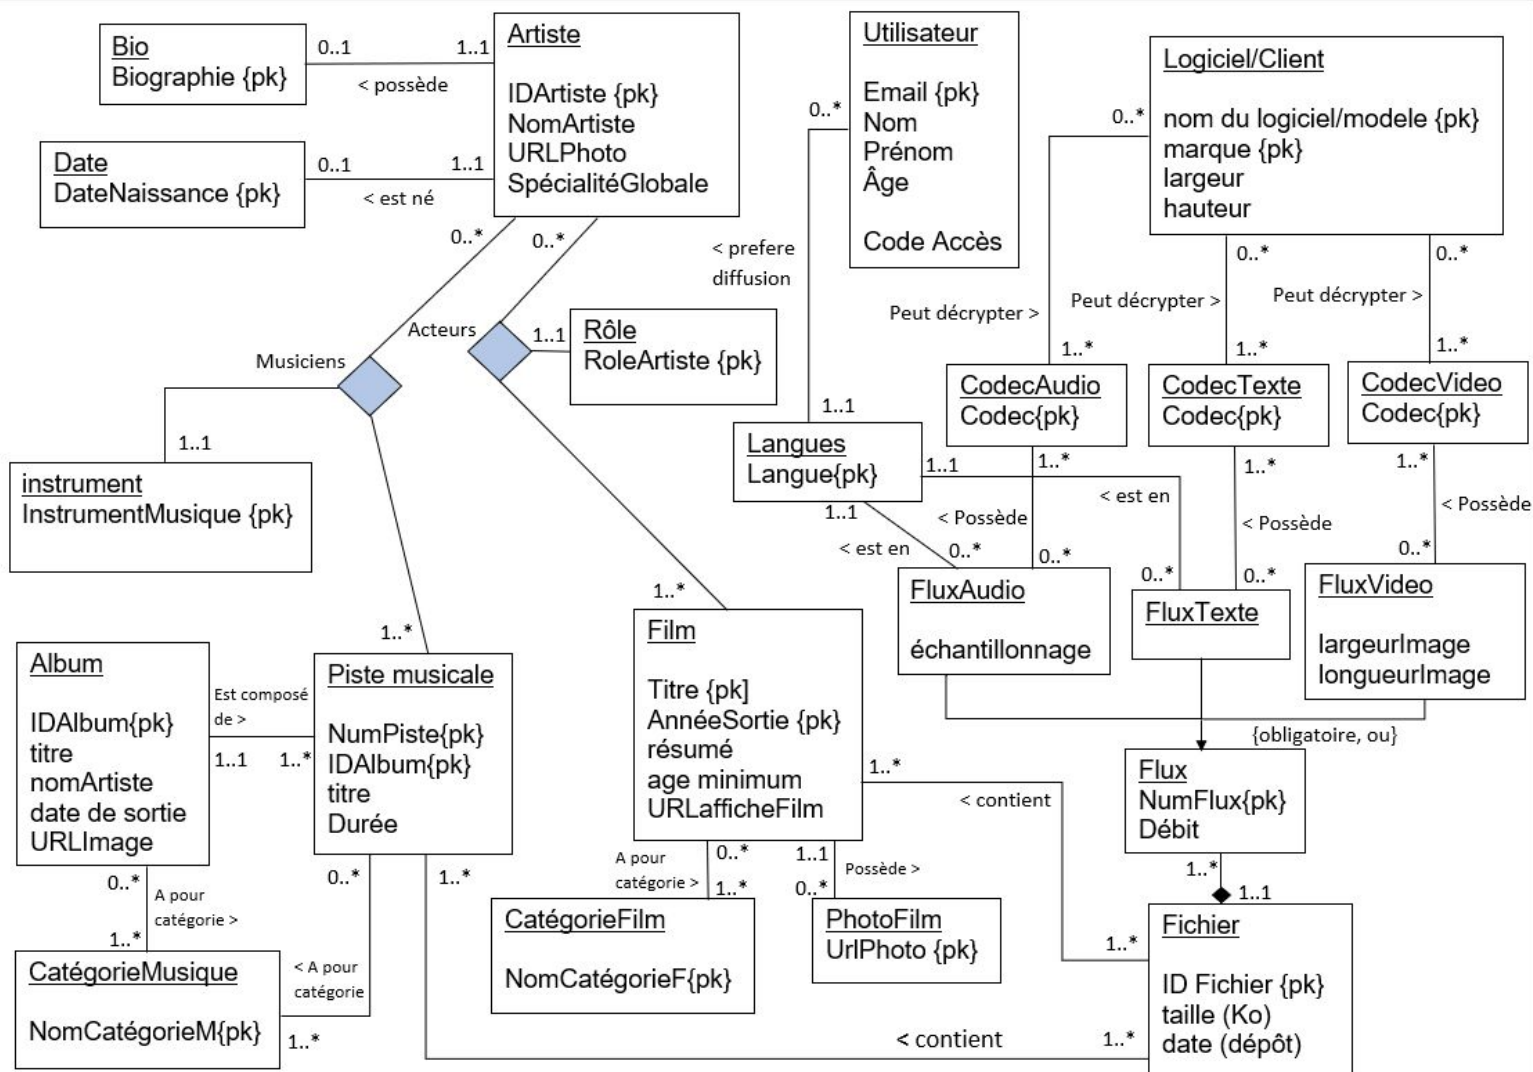 Bio
Biographie {pk}
0..1
1..1
< possède
Artiste
IDArtiste {pk}
NomArtiste
URLPhoto
SpécialitéGlobale
Date
DateNaissance {pk}
0..1
1..1
< est né
Utilisateur
Email {pk}
Nom
Prénom
Âge
Code Accès
0..*
< prefere
diffusion
1..1
Logiciel/Client
nom du logiciel/modele {pk}
marque {pk}
largeur
hauteur
0..*
0..*
0..*
Peut décrypter >
Peut décrypter >
Peut décrypter >
1..*
1..*
1..*
0..*
0..*
Musiciens
Acteurs
1..1
Rôle
RoleArtiste {pk}
1..1
instrument
InstrumentMusique {pk}
Langues
Langue{pk}
CodecAudio
Codec{pk}
CodecTexte
Codec{pk}
CodecVideo
Codec{pk}
1..1
1..*
1..*
1..*
< est en
1..1
< Possède
< Possède
< Possède
< est en
0..*
0..*
0..*
0..*
0..*
FluxAudio
échantillonnage
FluxTexte
FluxVideo
largeurImage
longueurImage
{obligatoire, ou}
1..*
1..*
Album
IDAlbum{pk}
titre
nomArtiste
date de sortie
URLImage
Est composé
de >
1..1
1..*
Piste musicale
NumPiste{pk}
IDAlbum{pk}
titre
Durée
Film
Titre {pk]
AnnéeSortie {pk}
résumé
age minimum
URLafficheFilm
1..*
< contient
Flux
NumFlux{pk}
Débit
1..*
1..1
0..*
A pour
catégorie >
1..*
0..*
1..*
A pour
catégorie >
0..*
1..*
1..1
0..*
Possède >
CatégorieMusique
NomCatégorieM{pk}
< A pour
catégorie
1..*
CatégorieFilm
NomCatégorieF{pk}
PhotoFilm
UrlPhoto {pk}
1..*
Fichier
ID Fichier {pk}
taille (Ko)
date (dépôt)
< contient
1..*